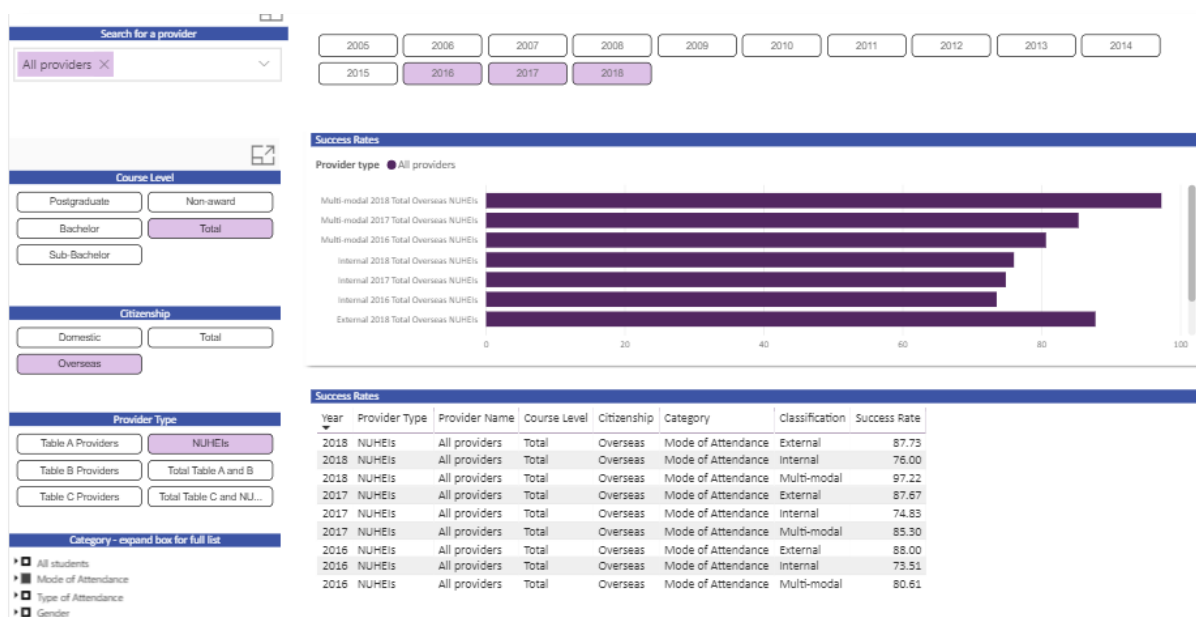 Search for a provider
All providers
2005 2006 2007 2008 2009 2010 2011 2012 2013 2014
2015 2016 2017 2018
Course Level
Postgraduate Non-award
Bachelor Total
Sub-Bachelor
Citizenship
Domestic Total
Overseas
Provider Type
Table A Providers NUHEIs
Table B Providers Total Table A and B
Table C Providers Total Table C and NU...
Category - expand box for full list
All students
Mode of Attendance
Type of Attendance
Gender
Success Rates
Provider type All providers
Multi-modal 2018 Total Overseas NUHEIs
Multi-modal 2017 Total Overseas NUHEIs
Multi-modal 2016 Total Overseas NUHEIs
Internal 2018 Total Overseas NUHEIs
Internal 2017 Total Overseas NUHEIs
Internal 2016 Total Overseas NUHEIs
External 2018 Total Overseas NUHEIs
0 20 40 60 80 100
Success Rates
Year Provider Type Provider Name Course Level Citizenship Category Classification Success Rate
2018 NUHEIs All providers Total Overseas Mode of Attendance External 87.73
2018 NUHEIs All providers Total Overseas Mode of Attendance Internal 76.00
2018 NUHEIs All providers Total Overseas Mode of Attendance Multi-modal 97.22
2017 NUHEIs All providers Total Overseas Mode of Attendance External 87.67
2017 NUHEIs All providers Total Overseas Mode of Attendance Internal 74.83
2017 NUHEIs All providers Total Overseas Mode of Attendance Multi-modal 85.30
2016 NUHEIs All providers Total Overseas Mode of Attendance External 88.00
2016 NUHEIs All providers Total Overseas Mode of Attendance Internal 73.51
2016 NUHEIs All providers Total Overseas Mode of Attendance Multi-modal 80.61